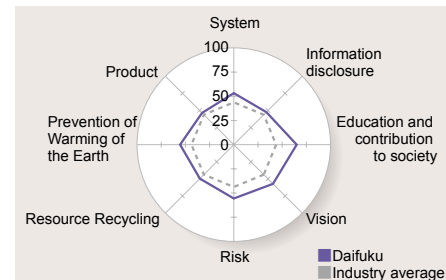 System
100
75
50
25
0
Information
disclosure
Product
Prevention of
Warming of
the Earth
Education and
contribution
to society
Resource Recycling
Vision
Risk
Daifuku
Industry average